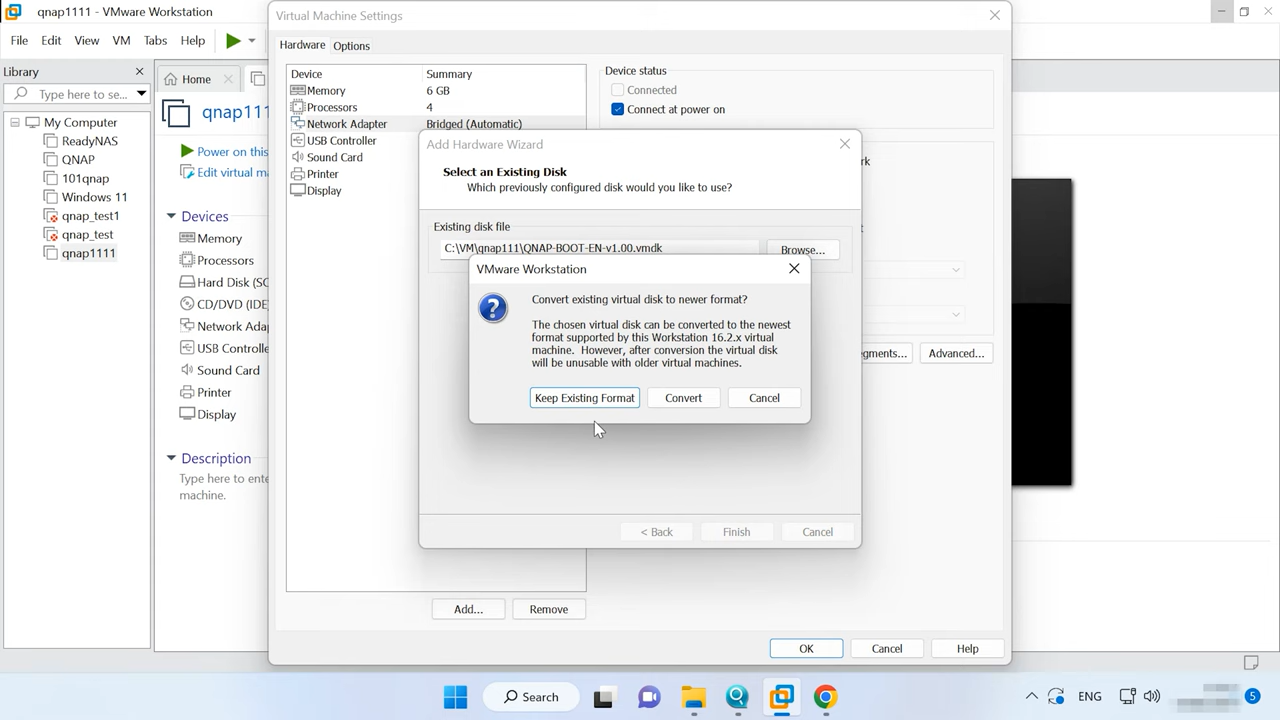 qnap1111 - VMware Workstation
File Edit View VM Tabs Help
Library
Type here to se...
My Computer
ReadyNAS
QNAP
101qnap
Windows 11
qnap_test1
qnap_test
qnap1111
Home
qnap111
Power on this
Edit virtual ma
Devices
Memory
Processors
Hard Disk (SC
CD/DVD (IDE
Network Adap
USB Controlle
Sound Card
Printer
Display
Description
Type here to ente
machine.
Virtual Machine Settings
Hardware Options
Device Summary
Memory 6 GB
Processors 4
Network Adapter Bridged (Automatic)
USB Controller
Sound Card
Printer
Display
Add... Remove
Device status
Connected
Connect at power on
rk
egments... Advanced...
OK Cancel Help
Add Hardware Wizard
Select an Existing Disk
Which previously configured disk would you like to use?
Existing disk file
C:\VM\qnap111\QNAP-BOOT-EN-v1.00.vmdk Browse...
< Back Finish Cancel
VMware Workstation
Convert existing virtual disk to newer format?
The chosen virtual disk can be converted to the newest
format supported by this Workstation 16.2.x virtual
machine. However, after conversion the virtual disk
will be unusable with older virtual machines.
Keep Existing Format Convert Cancel
Search
ENG
5